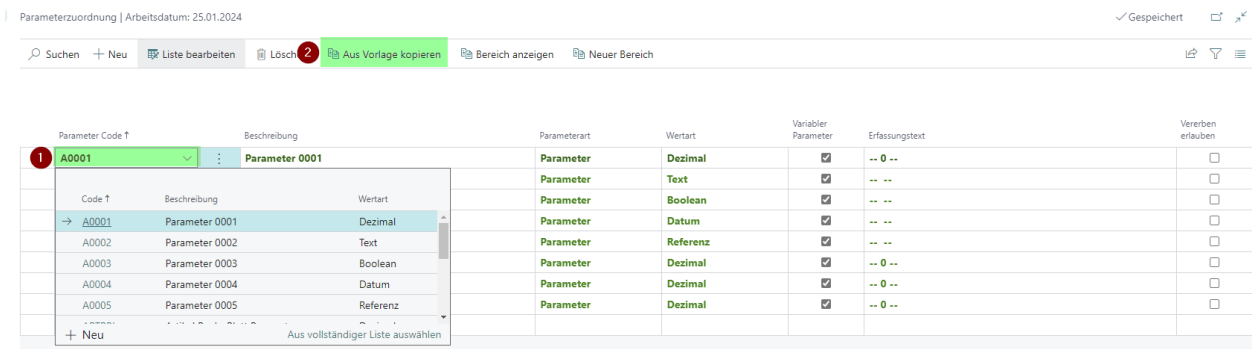 Parameterzuordnung | Arbeitsdatum: 25.01.2024 Gespeichert
Suchen Neu Liste bearbeiten Lösch 2 Aus Vorlage kopieren Bereich anzeigen Neuer Bereich
Variabler Vererben
Parameter Code ↑ Beschreibung Parameterart Wertart Parameter Erfassungstext erlauben
1 A0001 Parameter 0001 Parameter Dezimal -- 0 --
Parameter Text -- --
Code ↑ Beschreibung Wertart Parameter Boolean -- --
→ A0001 Parameter 0001 Dezimal Parameter Datum -- --
A0002 Parameter 0002 Text Parameter Referenz -- --
A0003 Parameter 0003 Boolean Parameter Dezimal -- 0 --
A0004 Parameter 0004 Datum Parameter Dezimal -- 0 --
A0005 Parameter 0005 Referenz Parameter Dezimal -- 0 --
+ Neu Aus vollständiger Liste auswählen